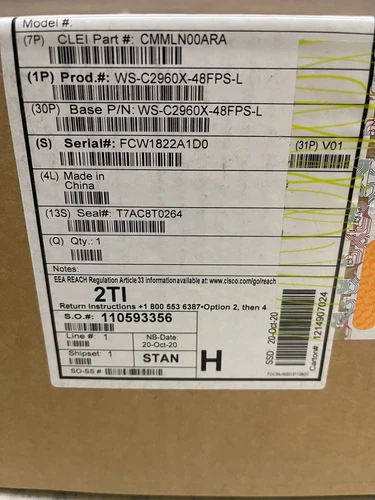 Model #:
(7P) CLEI Part #: CMMLN00ARA
(1P) Prod.#: WS-C2960X-48FPS-L
(30P) Base P/N: WS-C2960X-48FPS-L
(S) Serial#: FCW1822A1D0
(31P) V01
(4L) Made in
China
(13S) Seal#: T7AC8T0264
(Q) Qty.: 1
Notes:
EEA REACH Regulation Article 33 information available at: www.cisco.com/go/reach
2TI
Return Instructions +1 800 553 6387-Option 2, then 4
S.O.#: 110593356
Line #: 1
NB-Date:
20-Oct-20
Shipset: 1
STAN
H
SO-SS #
SSD: 20-Oct-20
Carton#: 1214907024